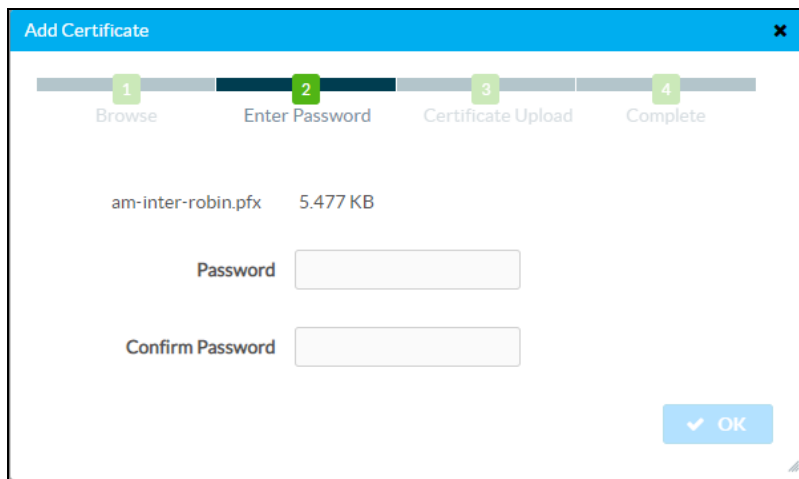 Add Certificate
1 2 3 4
Browse Enter Password Certificate Upload Complete
am-inter-robin.pfx 5.477 KB
Password
Confirm Password
OK